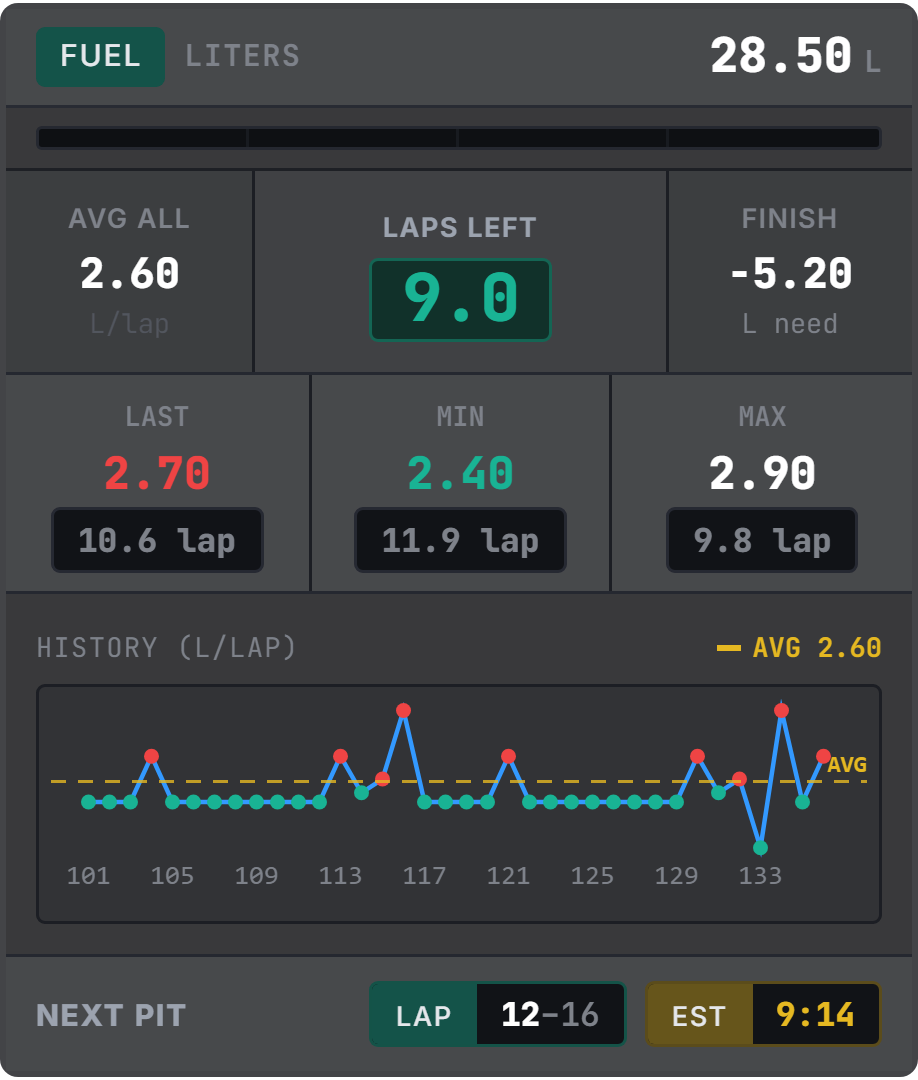 FUEL LITERS 28.50 L
AVG ALL LAPS LEFT FINISH
2.60 9.0 -5.20
L/lap L need
LAST MIN MAX
2.70 2.40 2.90
10.6 lap 11.9 lap 9.8 lap
HISTORY (L/LAP) AVG 2.60
AVG
101 105 109 113 117 121 125 129 133
NEXT PIT LAP 12–16 EST 9:14